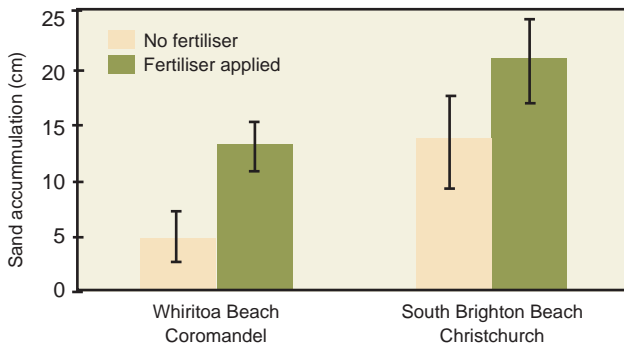 Sand accumulation (cm)
25
20
15
10
5
0
No fertiliser
Fertiliser applied
Whiritoa Beach
Coromandel
South Brighton Beach
Christchurch